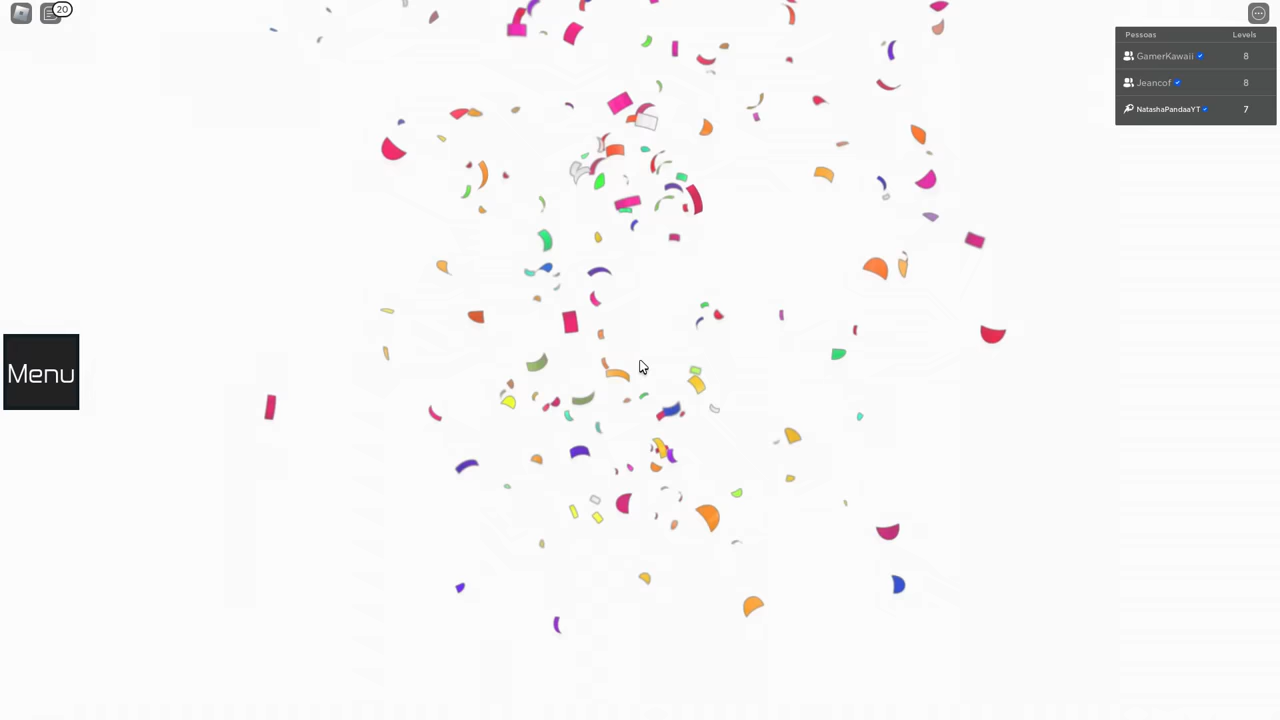 20
Pessoas Levels
GamerKawaii 8
Jeancof 8
NatashaPandaaYT 7
Menu